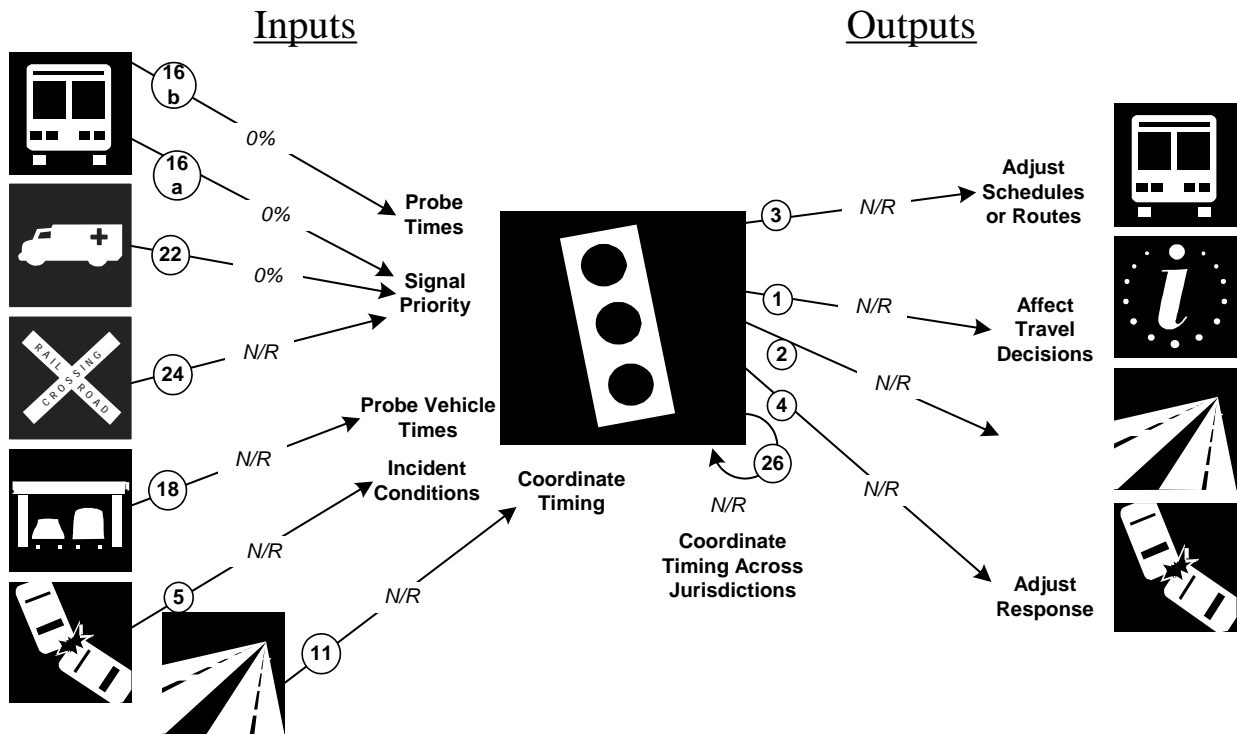 Inputs
Outputs
16
b
0%
16
a
0%
Probe
Times
22
0%
Signal
Priority
24
N/R
RAIL ROAD
CROSSING
18
N/R
Probe Vehicle
Times
5
N/R
Incident
Conditions
11
N/R
Coordinate
Timing
26
N/R
Coordinate
Timing Across
Jurisdictions
3
N/R
Adjust
Schedules
or Routes
1
N/R
Affect
Travel
Decisions
i
2
N/R
4
N/R
Adjust
Response